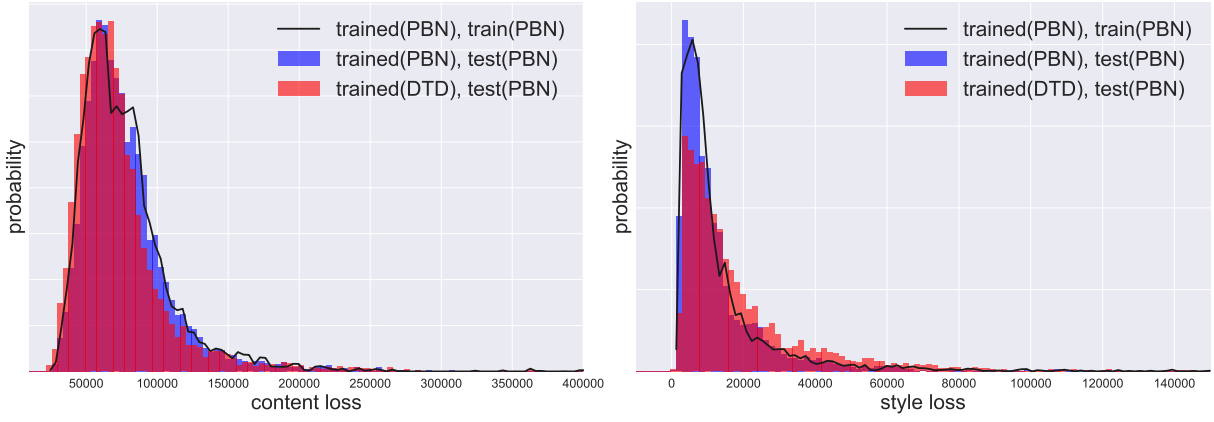 probability
trained(PBN), train(PBN)
trained(PBN), test(PBN)
trained(DTD), test(PBN)
50000 100000 150000 200000 250000 300000 350000 400000
content loss
probability
trained(PBN), train(PBN)
trained(PBN), test(PBN)
trained(DTD), test(PBN)
0 20000 40000 60000 80000 100000 120000 140000
style loss